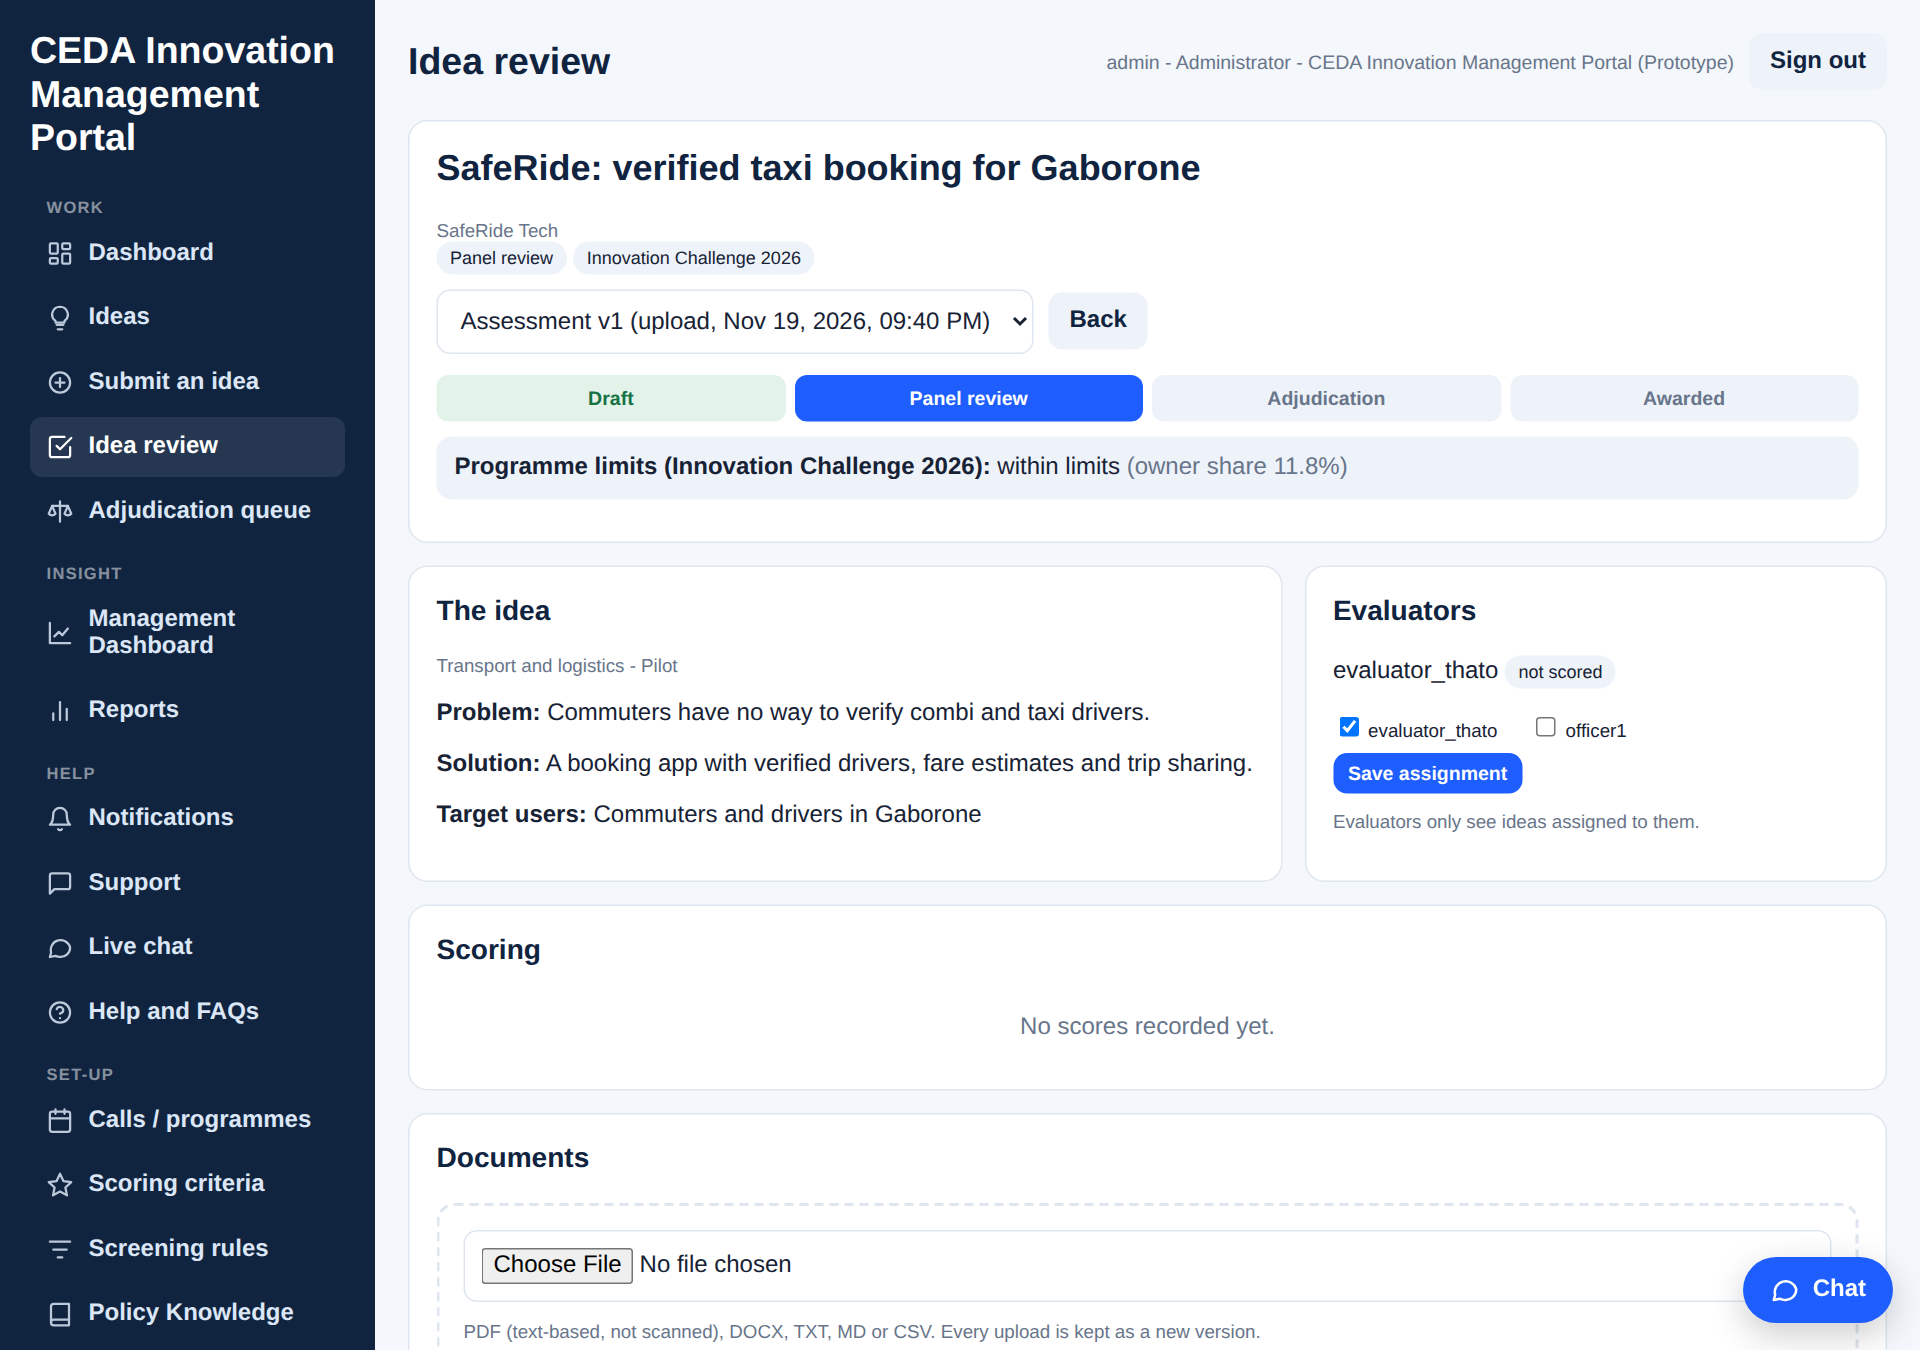 CEDA Innovation
Management
Portal
WORK
Dashboard
Ideas
Submit an idea
Idea review
Adjudication queue
INSIGHT
Management
Dashboard
Reports
HELP
Notifications
Support
Live chat
Help and FAQs
SET-UP
Calls / programmes
Scoring criteria
Screening rules
Policy Knowledge
Idea review
admin - Administrator - CEDA Innovation Management Portal (Prototype)
Sign out
SafeRide: verified taxi booking for Gaborone
SafeRide Tech
Panel review Innovation Challenge 2026
Assessment v1 (upload, Nov 19, 2026, 09:40 PM) Back
Draft Panel review Adjudication Awarded
Programme limits (Innovation Challenge 2026): within limits (owner share 11.8%)
The idea
Transport and logistics - Pilot
Problem: Commuters have no way to verify combi and taxi drivers.
Solution: A booking app with verified drivers, fare estimates and trip sharing.
Target users: Commuters and drivers in Gaborone
Evaluators
evaluator_thato not scored
evaluator_thato officer1
Save assignment
Evaluators only see ideas assigned to them.
Scoring
No scores recorded yet.
Documents
Choose File No file chosen
PDF (text-based, not scanned), DOCX, TXT, MD or CSV. Every upload is kept as a new version.
Chat